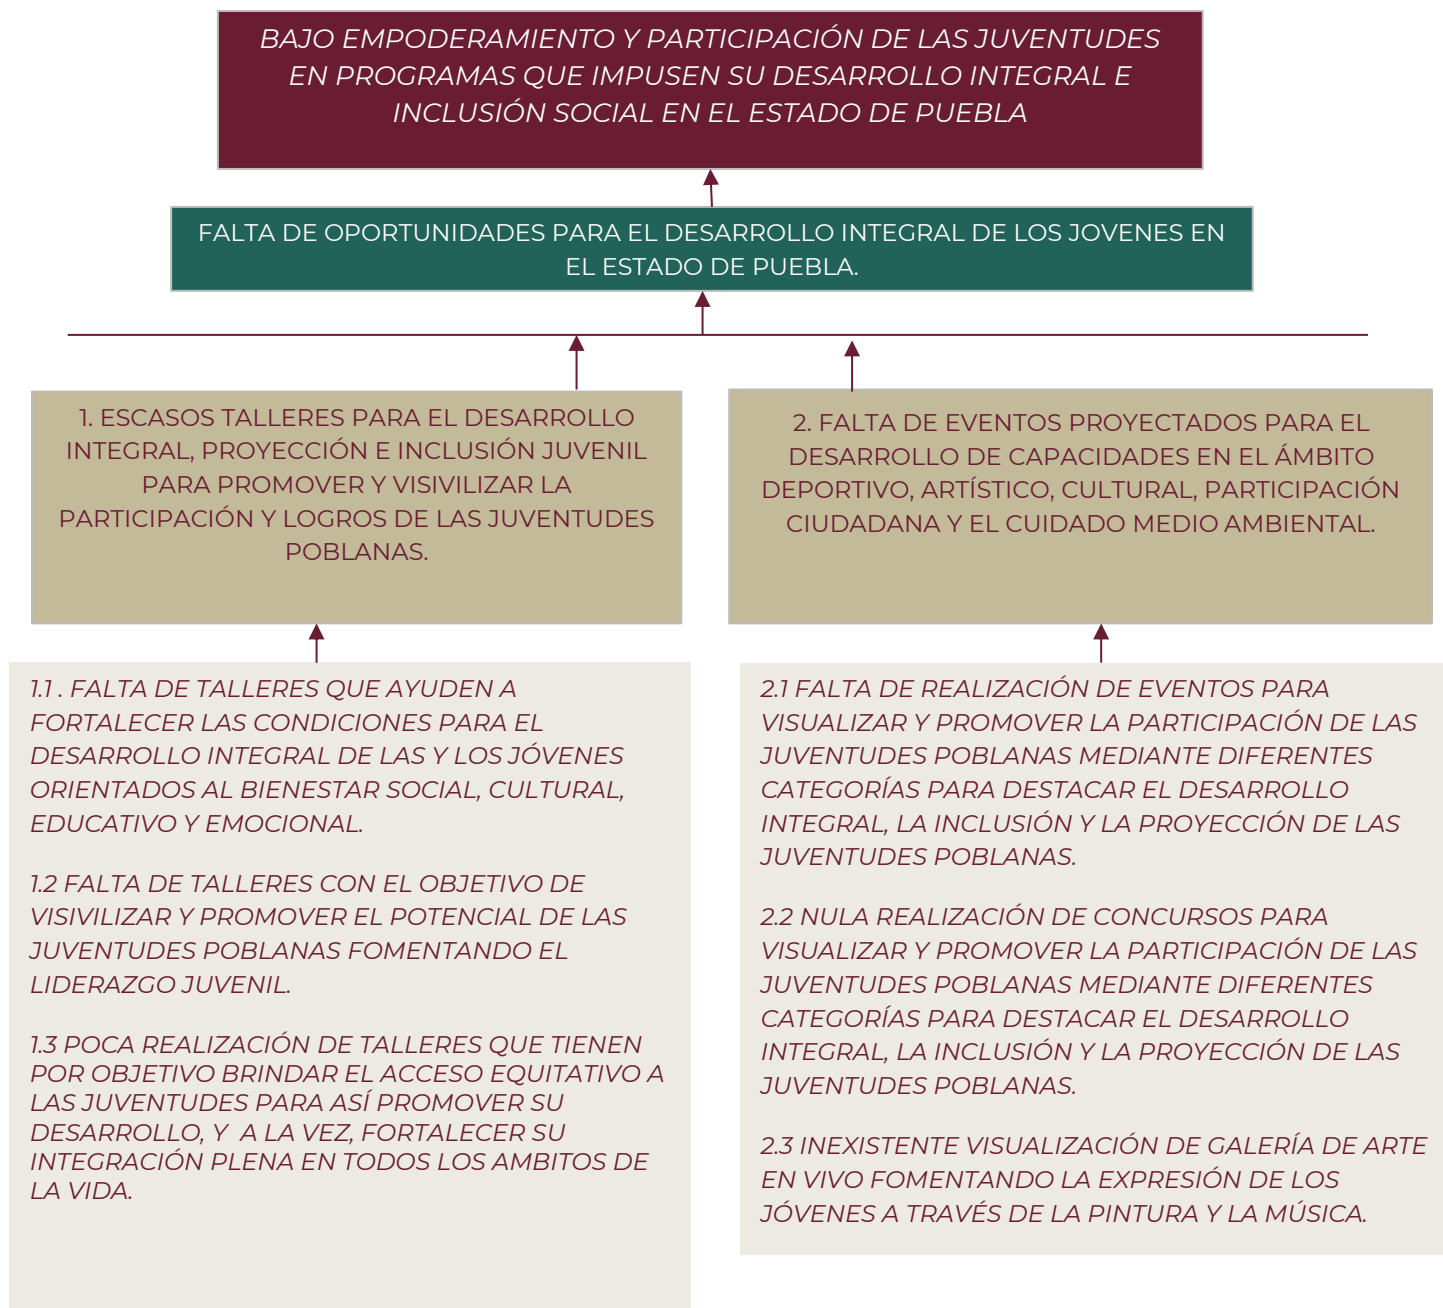 BAJO EMPODERAMIENTO Y PARTICIPACIÓN DE LAS JUVENTUDES
EN PROGRAMAS QUE IMPUSEN SU DESARROLLO INTEGRAL E
INCLUSIÓN SOCIAL EN EL ESTADO DE PUEBLA
FALTA DE OPORTUNIDADES PARA EL DESARROLLO INTEGRAL DE LOS JOVENES EN
EL ESTADO DE PUEBLA.
1. ESCASOS TALLERES PARA EL DESARROLLO
INTEGRAL, PROYECCIÓN E INCLUSIÓN JUVENIL
PARA PROMOVER Y VISIVILIZAR LA
PARTICIPACIÓN Y LOGROS DE LAS JUVENTUDES
POBLANAS.
2. FALTA DE EVENTOS PROYECTADOS PARA EL
DESARROLLO DE CAPACIDADES EN EL ÁMBITO
DEPORTIVO, ARTÍSTICO, CULTURAL, PARTICIPACIÓN
CIUDADANA Y EL CUIDADO MEDIO AMBIENTAL.
1.1 . FALTA DE TALLERES QUE AYUDEN A
FORTALECER LAS CONDICIONES PARA EL
DESARROLLO INTEGRAL DE LAS Y LOS JÓVENES
ORIENTADOS AL BIENESTAR SOCIAL, CULTURAL,
EDUCATIVO Y EMOCIONAL.
1.2 FALTA DE TALLERES CON EL OBJETIVO DE
VISIVILIZAR Y PROMOVER EL POTENCIAL DE LAS
JUVENTUDES POBLANAS FOMENTANDO EL
LIDERAZGO JUVENIL.
1.3 POCA REALIZACIÓN DE TALLERES QUE TIENEN
POR OBJETIVO BRINDAR EL ACCESO EQUITATIVO A
LAS JUVENTUDES PARA ASÍ PROMOVER SU
DESARROLLO, Y  A LA VEZ, FORTALECER SU
INTEGRACIÓN PLENA EN TODOS LOS AMBITOS DE
LA VIDA.
2.1 FALTA DE REALIZACIÓN DE EVENTOS PARA
VISUALIZAR Y PROMOVER LA PARTICIPACIÓN DE LAS
JUVENTUDES POBLANAS MEDIANTE DIFERENTES
CATEGORÍAS PARA DESTACAR EL DESARROLLO
INTEGRAL, LA INCLUSIÓN Y LA PROYECCIÓN DE LAS
JUVENTUDES POBLANAS.
2.2 NULA REALIZACIÓN DE CONCURSOS PARA
VISUALIZAR Y PROMOVER LA PARTICIPACIÓN DE LAS
JUVENTUDES POBLANAS MEDIANTE DIFERENTES
CATEGORÍAS PARA DESTACAR EL DESARROLLO
INTEGRAL, LA INCLUSIÓN Y LA PROYECCIÓN DE LAS
JUVENTUDES POBLANAS.
2.3 INEXISTENTE VISUALIZACIÓN DE GALERÍA DE ARTE
EN VIVO FOMENTANDO LA EXPRESIÓN DE LOS
JÓVENES A TRAVÉS DE LA PINTURA Y LA MÚSICA.